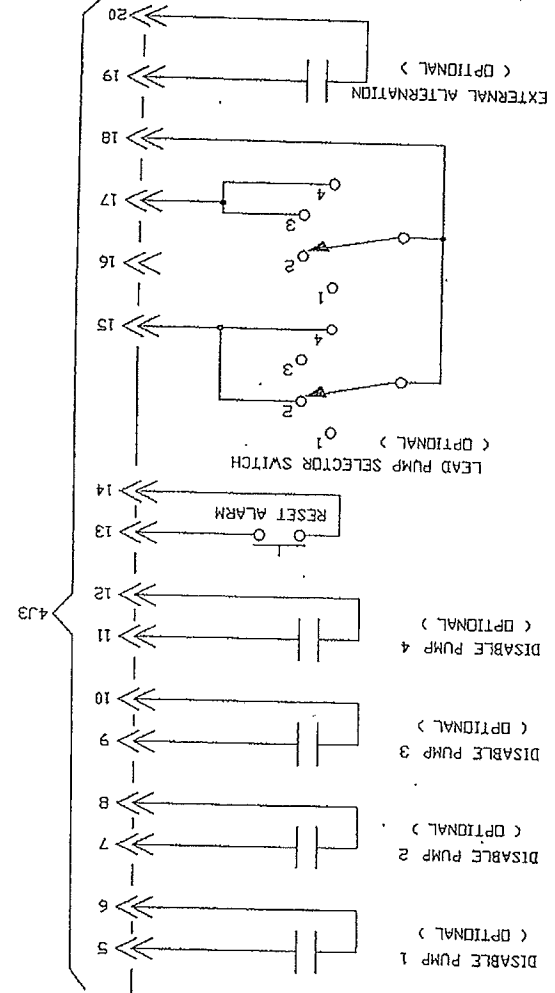 DISABLE PUMP 1
( OPTIONAL )
5
6
DISABLE PUMP 2
( OPTIONAL )
7
8
DISABLE PUMP 3
( OPTIONAL )
9
10
DISABLE PUMP 4
( OPTIONAL )
11
12
4J3
RESET ALARM
13
14
LEAD PUMP SELECTOR SWITCH
( OPTIONAL )
1
2
3
4
15
1
2
16
3
4
17
18
EXTERNAL ALTERNATION
( OPTIONAL )
19
20